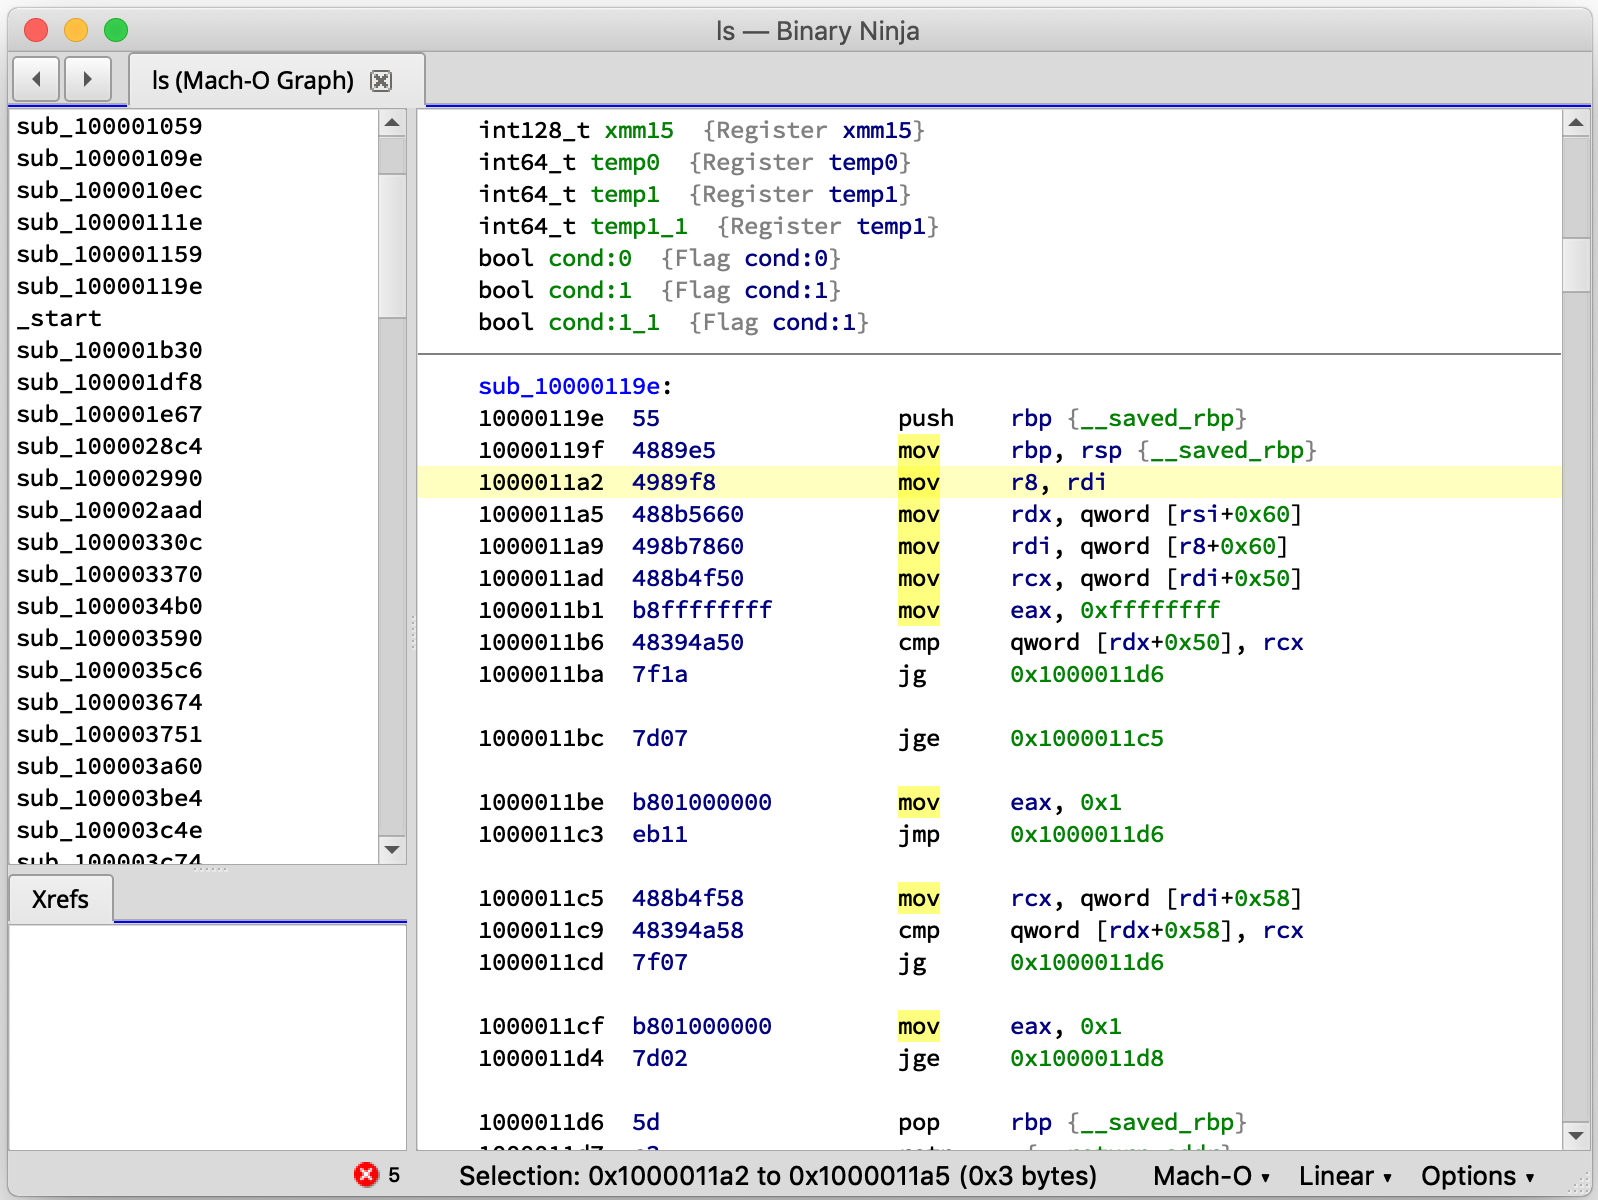 ls — Binary Ninja
ls (Mach-O Graph)
sub_100001059
sub_10000109e
sub_1000010ec
sub_10000111e
sub_100001159
sub_10000119e
_start
sub_100001b30
sub_100001df8
sub_100001e67
sub_1000028c4
sub_100002990
sub_100002aad
sub_10000330c
sub_100003370
sub_1000034b0
sub_100003590
sub_1000035c6
sub_100003674
sub_100003751
sub_100003a60
sub_100003be4
sub_100003c4e
sub_100003c74
Xrefs
int128_t xmm15 {Register xmm15}
int64_t temp0 {Register temp0}
int64_t temp1 {Register temp1}
int64_t temp1_1 {Register temp1}
bool cond:0 {Flag cond:0}
bool cond:1 {Flag cond:1}
bool cond:1_1 {Flag cond:1}
sub_10000119e:
10000119e 55 push rbp {__saved_rbp}
10000119f 4889e5 mov rbp, rsp {__saved_rbp}
1000011a2 4989f8 mov r8, rdi
1000011a5 488b5660 mov rdx, qword [rsi+0x60]
1000011a9 498b7860 mov rdi, qword [r8+0x60]
1000011ad 488b4f50 mov rcx, qword [rdi+0x50]
1000011b1 b8ffffffff mov eax, 0xffffffff
1000011b6 48394a50 cmp qword [rdx+0x50], rcx
1000011ba 7f1a jg 0x1000011d6
1000011bc 7d07 jge 0x1000011c5
1000011be b801000000 mov eax, 0x1
1000011c3 eb11 jmp 0x1000011d6
1000011c5 488b4f58 mov rcx, qword [rdi+0x58]
1000011c9 48394a58 cmp qword [rdx+0x58], rcx
1000011cd 7f07 jg 0x1000011d6
1000011cf b801000000 mov eax, 0x1
1000011d4 7d02 jge 0x1000011d8
1000011d6 5d pop rbp {__saved_rbp}
5
Selection: 0x1000011a2 to 0x1000011a5 (0x3 bytes)
Mach-O
Linear
Options